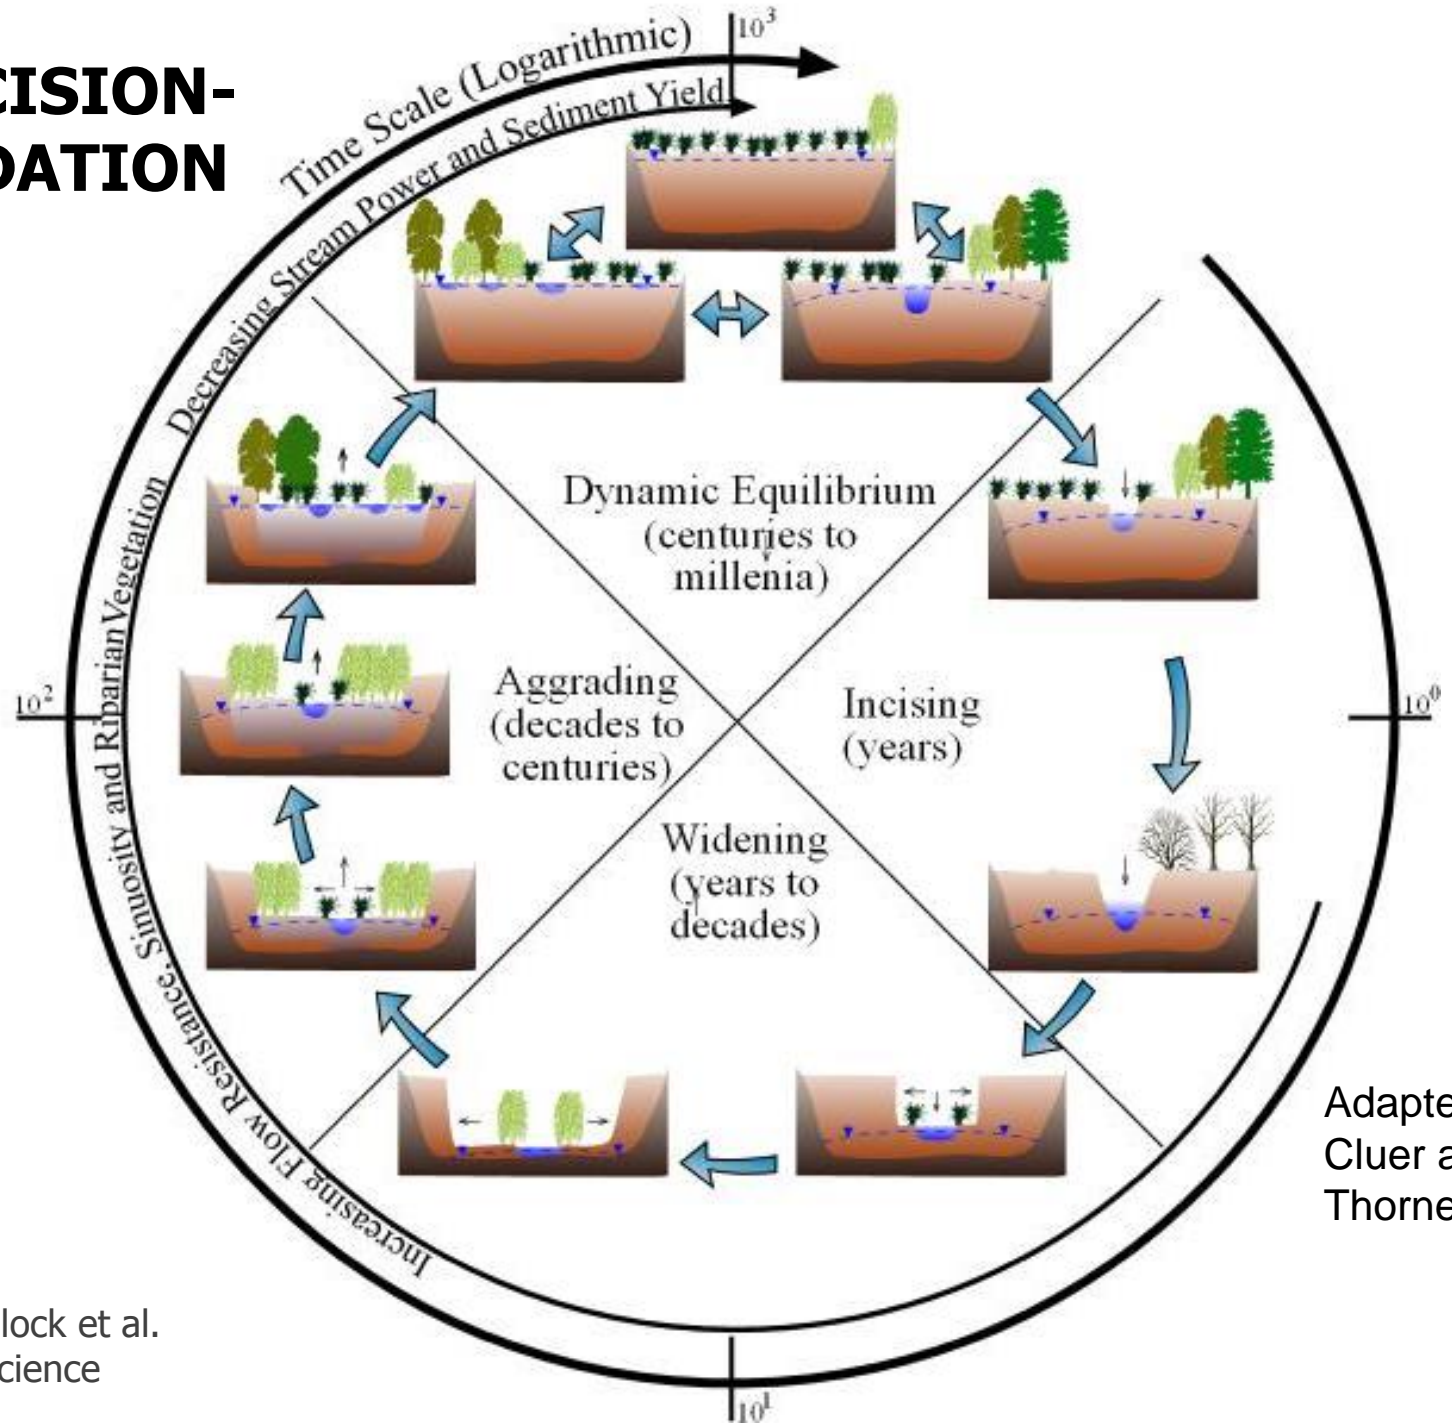 CISION-
DATION
10³
Time Scale (Logarithmic)
Decreasing Stream Power and Sediment Yield
Increasing Flow Resistance, Sinuosity and Riparian Vegetation
Dynamic Equilibrium
(centuries to
millenia)
Aggrading
(decades to
centuries)
Incising
(years)
Widening
(years to
decades)
10²
10⁰
10¹
Adapte
Cluer a
Thorne
lock et al.
cience